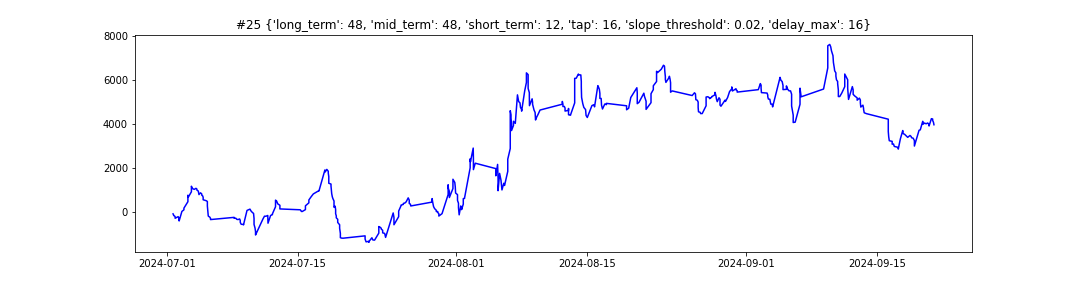 #25 {'long_term': 48, 'mid_term': 48, 'short_term': 12, 'tap': 16, 'slope_threshold': 0.02, 'delay_max': 16}
8000
6000
4000
2000
0
2024-07-01 2024-07-15 2024-08-01 2024-08-15 2024-09-01 2024-09-15